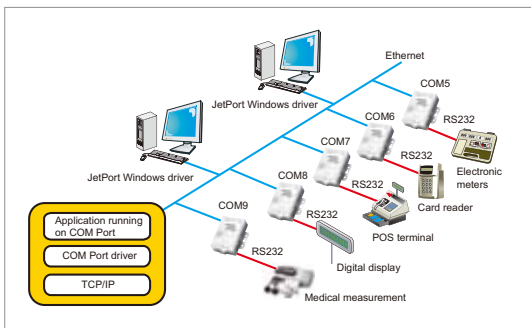 Ethernet
COM5
JetPort Windows driver
RS232
COM6
Electronic
meters
COM7
RS232
Card reader
JetPort Windows driver
COM8
RS232
POS terminal
COM9
RS232
Digital display
RS232
Medical measurement
Application running
on COM Port
COM Port driver
TCP/IP